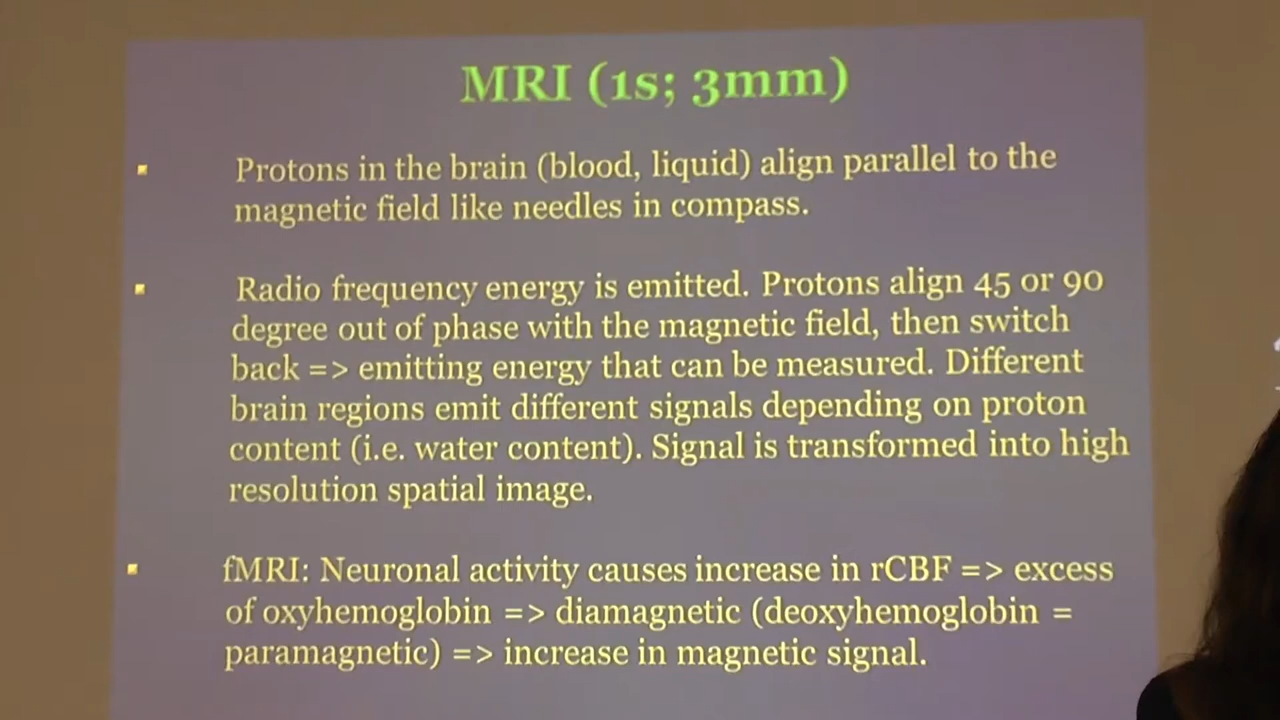 MRI (1s; 3mm)
▪ Protons in the brain (blood, liquid) align parallel to the
magnetic field like needles in compass.
▪ Radio frequency energy is emitted. Protons align 45 or 90
degree out of phase with the magnetic field, then switch
back => emitting energy that can be measured. Different
brain regions emit different signals depending on proton
content (i.e. water content). Signal is transformed into high
resolution spatial image.
▪ fMRI: Neuronal activity causes increase in rCBF => excess
of oxyhemoglobin => diamagnetic (deoxyhemoglobin =
paramagnetic) => increase in magnetic signal.